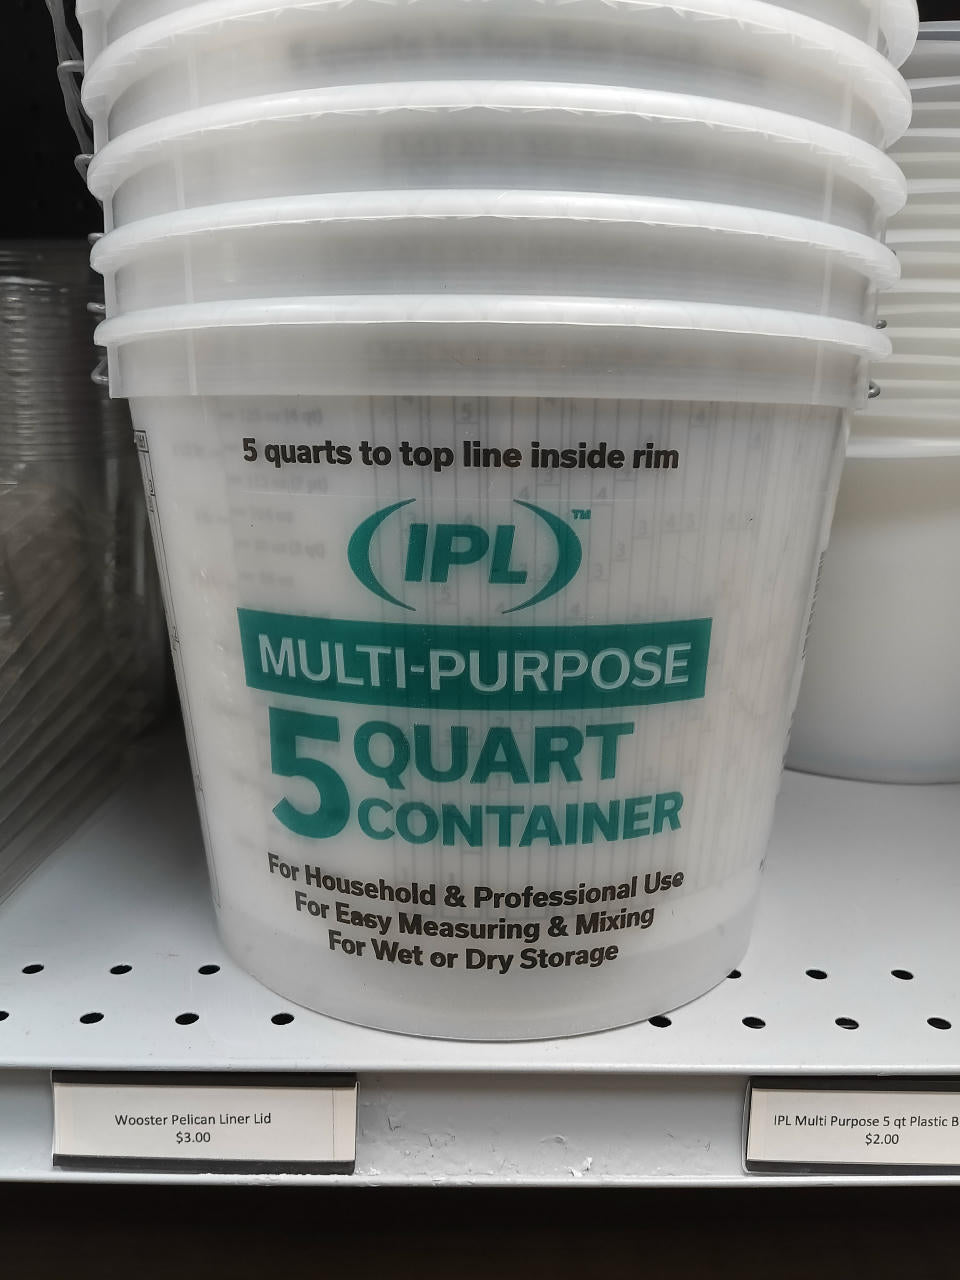 5 quarts to top line inside rim
(IPL)™
MULTI-PURPOSE
5 QUART
CONTAINER
For Household & Professional Use
For Easy Measuring & Mixing
For Wet or Dry Storage
Wooster Pelican Liner Lid
$3.00
IPL Multi Purpose 5 qt Plastic B
$2.00